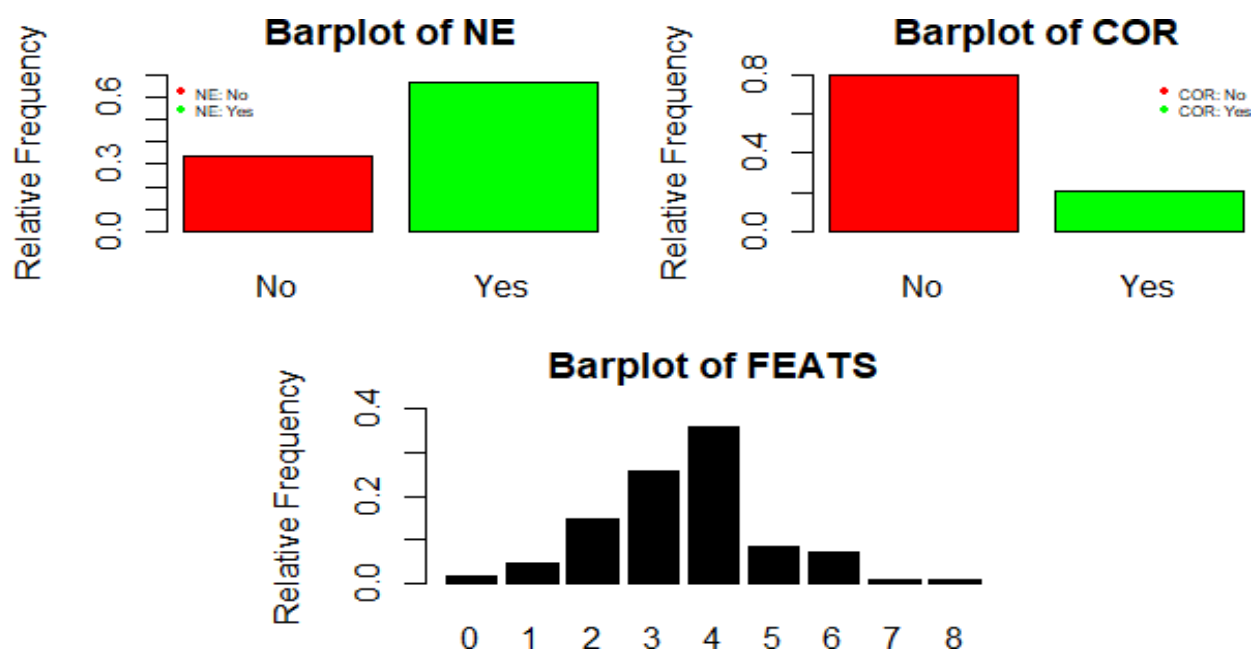 Barplot of NE
Relative Frequency
0.6
0.3
0.0
NE: No
NE: Yes
No Yes
Barplot of COR
Relative Frequency
0.8
0.4
0.0
COR: No
COR: Yes
No Yes
Barplot of FEATS
Relative Frequency
0.4
0.2
0.0
0 1 2 3 4 5 6 7 8